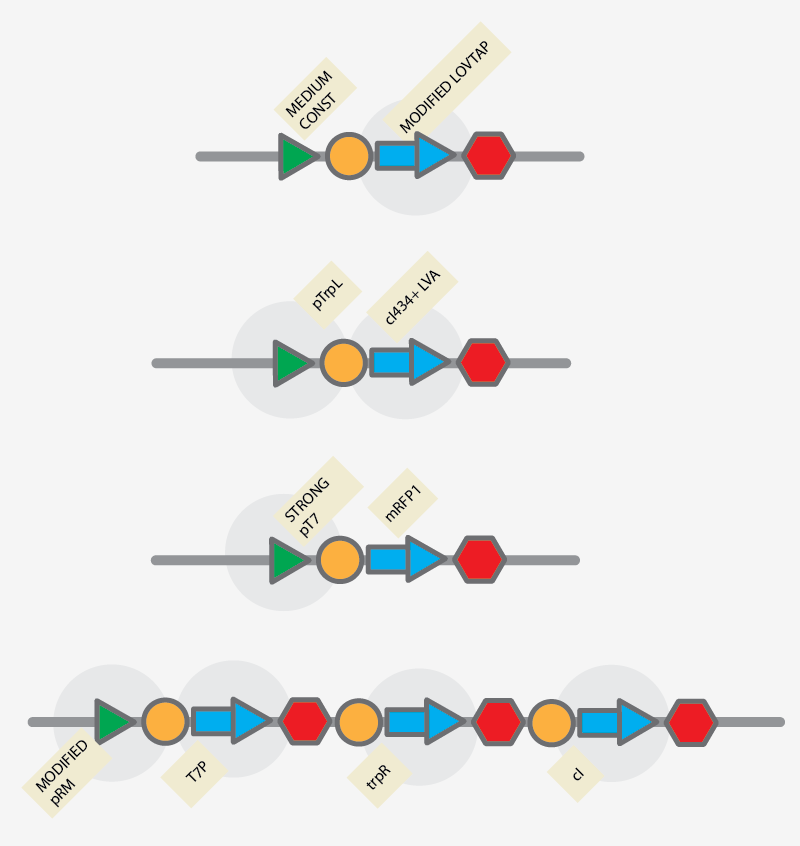 MEDIUM
CONST
MODIFIED LOVTAP
pTrpL
cI434+ LVA
STRONG
pT7
mRFP1
MODIFIED
pRM
T7P
trpR
cI